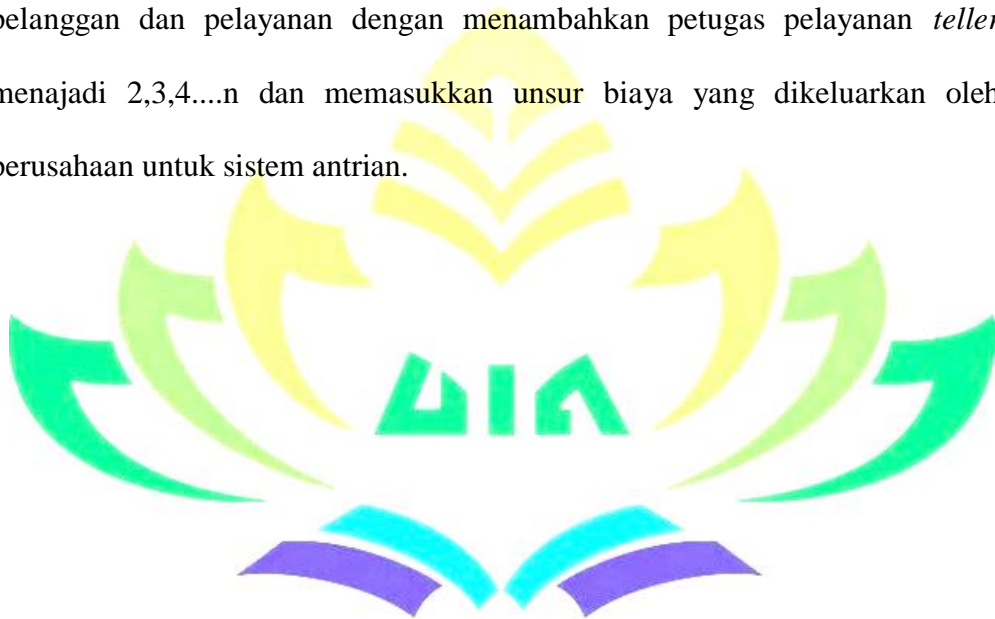 pelanggan dan pelayanan dengan menambahkan petugas pelayanan teller
menajadi 2,3,4....n dan memasukkan unsur biaya yang dikeluarkan oleh
perusahaan untuk sistem antrian.
UIN